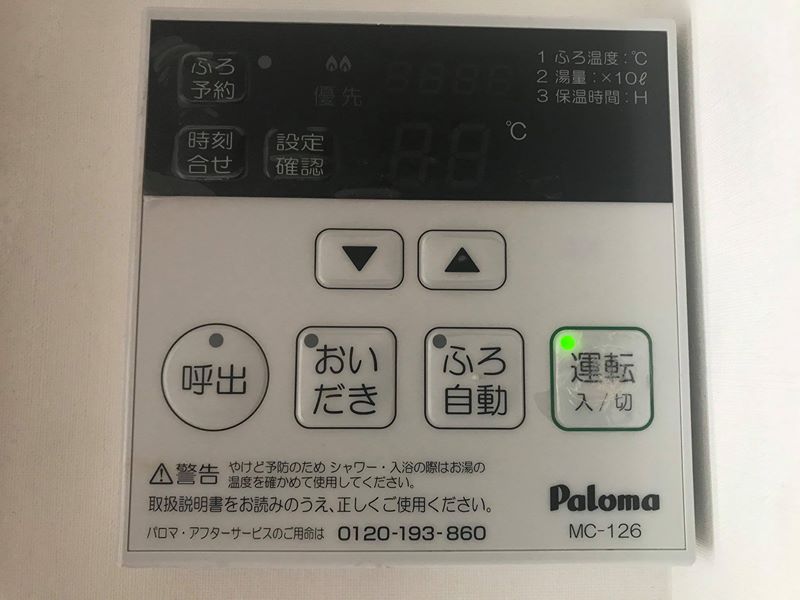 ふろ
予約
優先
1 ふろ温度:℃
2 湯量:×10ℓ
3 保温時間:H
時刻
合せ
設定
確認
℃
▼
▲
呼出
おい
だき
ふろ
自動
運転
入/切
⚠警告 やけど予防のため シャワー・入浴の際はお湯の
温度を確かめて使用してください。
取扱説明書をお読みのうえ、正しくご使用ください。
パロマ・アフターサービスのご用命は 0120-193-860
Paloma
MC-126